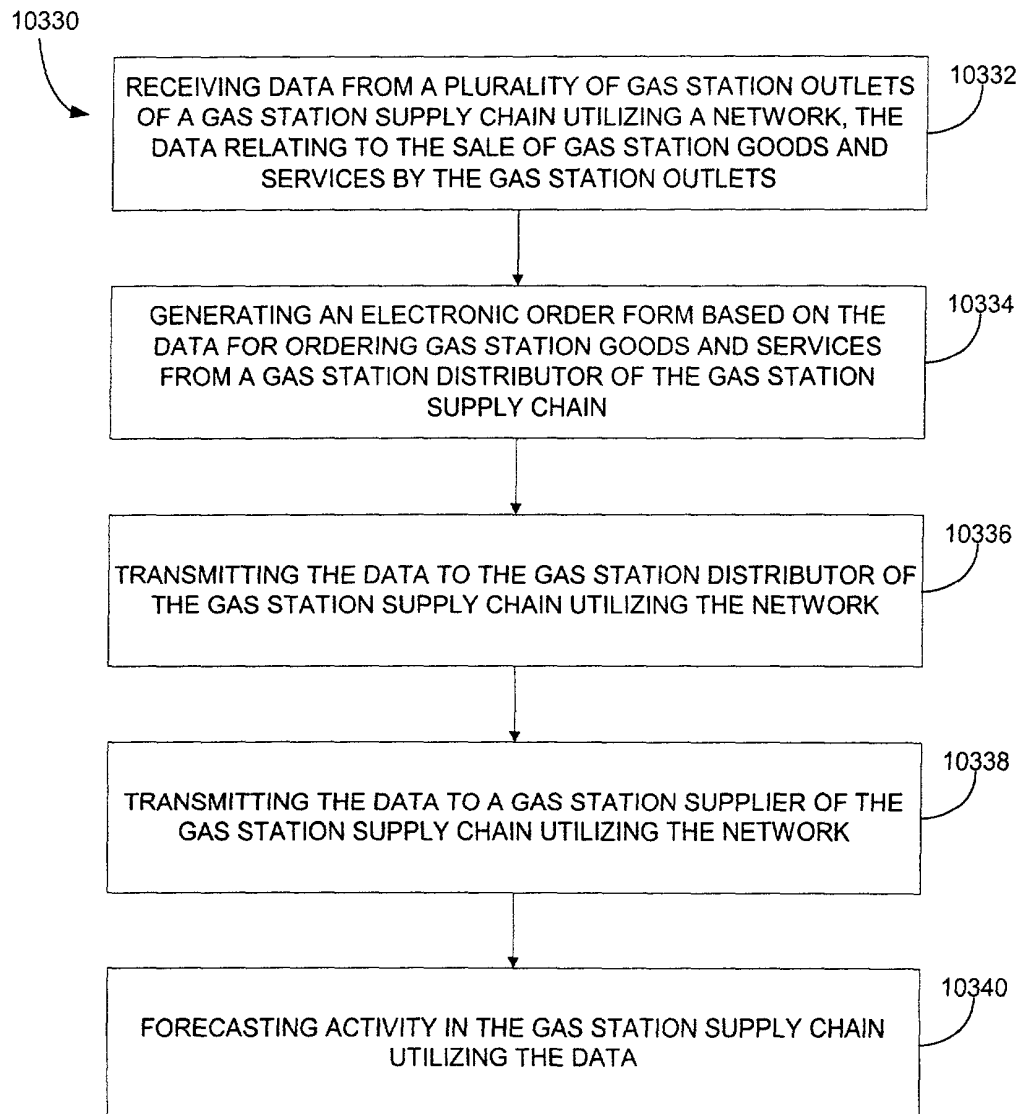 10330
RECEIVING DATA FROM A PLURALITY OF GAS STATION OUTLETS
OF A GAS STATION SUPPLY CHAIN UTILIZING A NETWORK, THE
DATA RELATING TO THE SALE OF GAS STATION GOODS AND
SERVICES BY THE GAS STATION OUTLETS
10332
GENERATING AN ELECTRONIC ORDER FORM BASED ON THE
DATA FOR ORDERING GAS STATION GOODS AND SERVICES
FROM A GAS STATION DISTRIBUTOR OF THE GAS STATION
SUPPLY CHAIN
10334
TRANSMITTING THE DATA TO THE GAS STATION DISTRIBUTOR OF
THE GAS STATION SUPPLY CHAIN UTILIZING THE NETWORK
10336
TRANSMITTING THE DATA TO A GAS STATION SUPPLIER OF THE
GAS STATION SUPPLY CHAIN UTILIZING THE NETWORK
10338
FORECASTING ACTIVITY IN THE GAS STATION SUPPLY CHAIN
UTILIZING THE DATA
10340